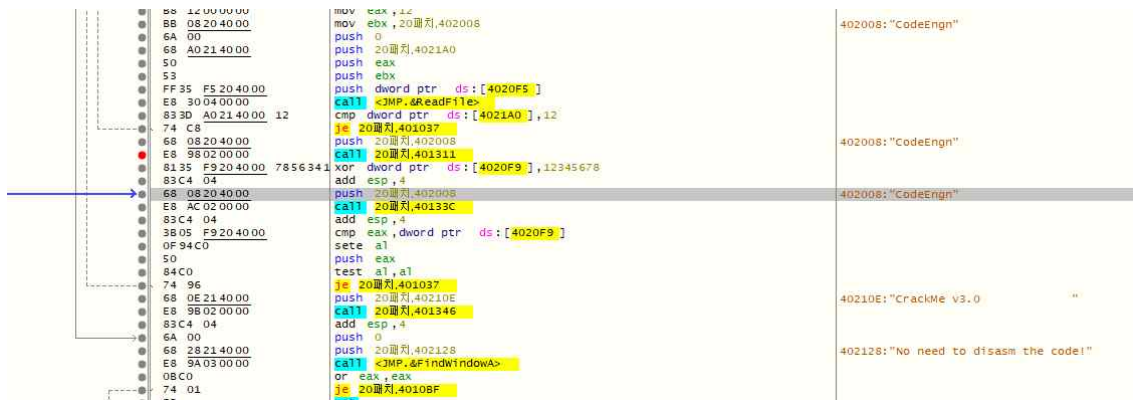 B8 12000000 mov eax,12
BB 08204000 mov ebx,20패치.402008 402008:"CodeEngn"
6A 00 push 0
68 A0214000 push 20패치.4021A0
50 push eax
53 push ebx
FF35 F5204000 push dword ptr ds:[4020F5]
E8 30040000 call <JMP.&ReadFile>
833D A0214000 12 cmp dword ptr ds:[4021A0],12
74 C8 je 20패치.401037
68 08204000 push 20패치.402008 402008:"CodeEngn"
E8 98020000 call 20패치.401311
8135 F9204000 7856341 xor dword ptr ds:[4020F9],12345678
83C4 04 add esp,4
68 08204000 push 20패치.402008 402008:"CodeEngn"
E8 AC020000 call 20패치.40133C
83C4 04 add esp,4
3B05 F9204000 cmp eax,dword ptr ds:[4020F9]
0F94C0 sete al
50 push eax
84C0 test al,al
74 96 je 20패치.401037
68 0E214000 push 20패치.40210E 40210E:"CrackMe v3.0 "
E8 9B020000 call 20패치.401346
83C4 04 add esp,4
6A 00 push 0
68 28214000 push 20패치.402128 402128:"No need to disasm the code!"
E8 9A030000 call <JMP.&FindWindowA>
0BC0 or eax,eax
74 01 je 20패치.4010BF